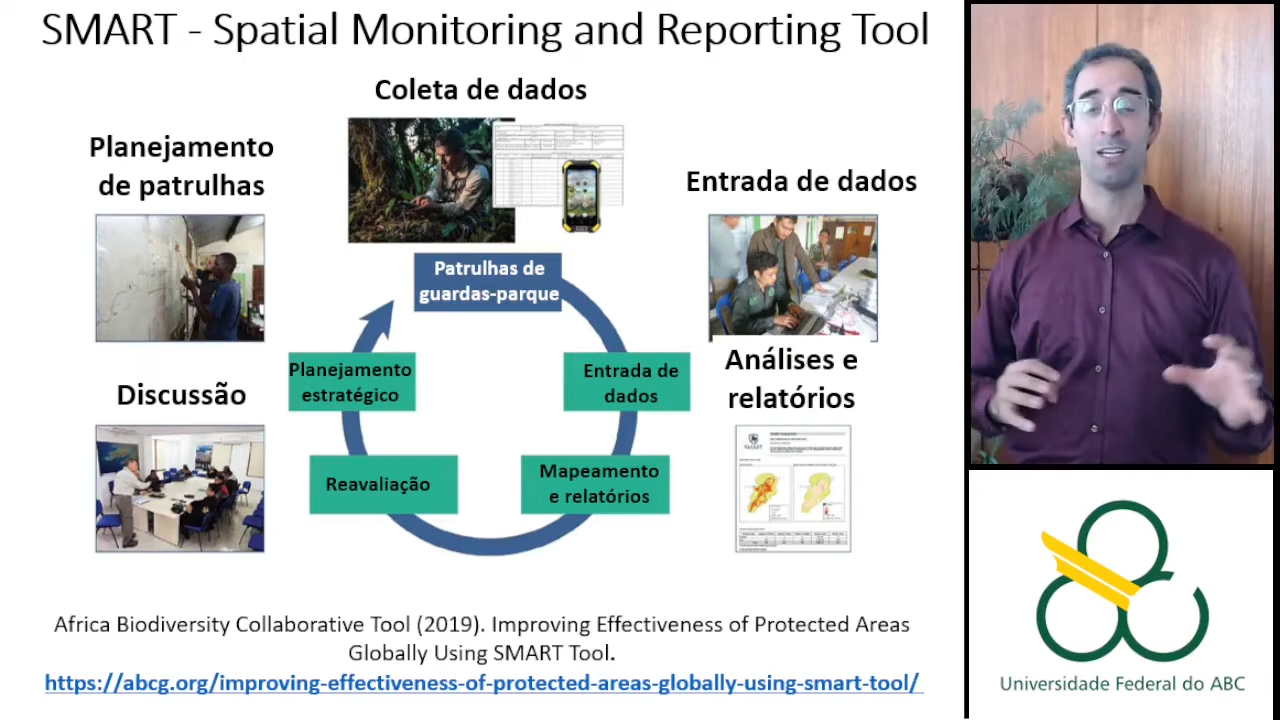 SMART - Spatial Monitoring and Reporting Tool
Coleta de dados
Planejamento
de patrulhas
Entrada de dados
Patrulhas de
guardas-parque
Planejamento
estratégico
Entrada de
dados
Análises e
relatórios
Discussão
Reavaliação
Mapeamento
e relatórios
Africa Biodiversity Collaborative Tool (2019). Improving Effectiveness of Protected Areas
Globally Using SMART Tool.
https://abcg.org/improving-effectiveness-of-protected-areas-globally-using-smart-tool/
Universidade Federal do ABC